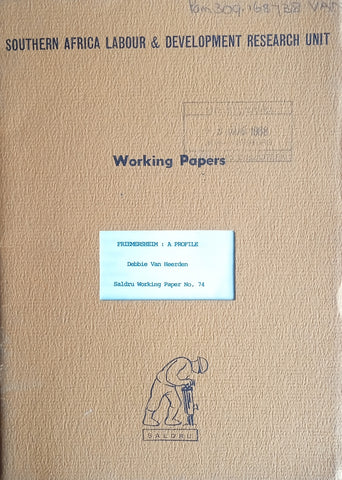 SOUTHERN AFRICA LABOUR & DEVELOPMENT RESEARCH UNIT
1988
Working Papers
FRIEMERSHEIM : A PROFILE
Debbie Van Heerden
Saldru Working Paper No. 74
SALDRU